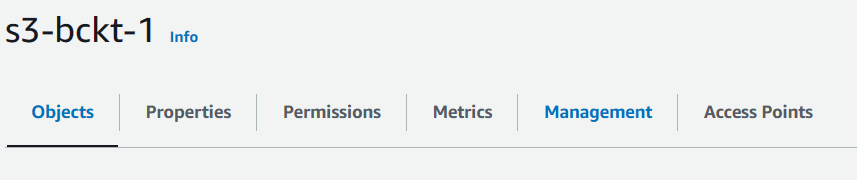 s3-bckt-1 Info
Objects Properties Permissions Metrics Management Access Points